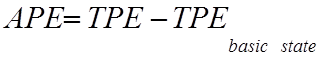 APE = TPE − TPE
basic state